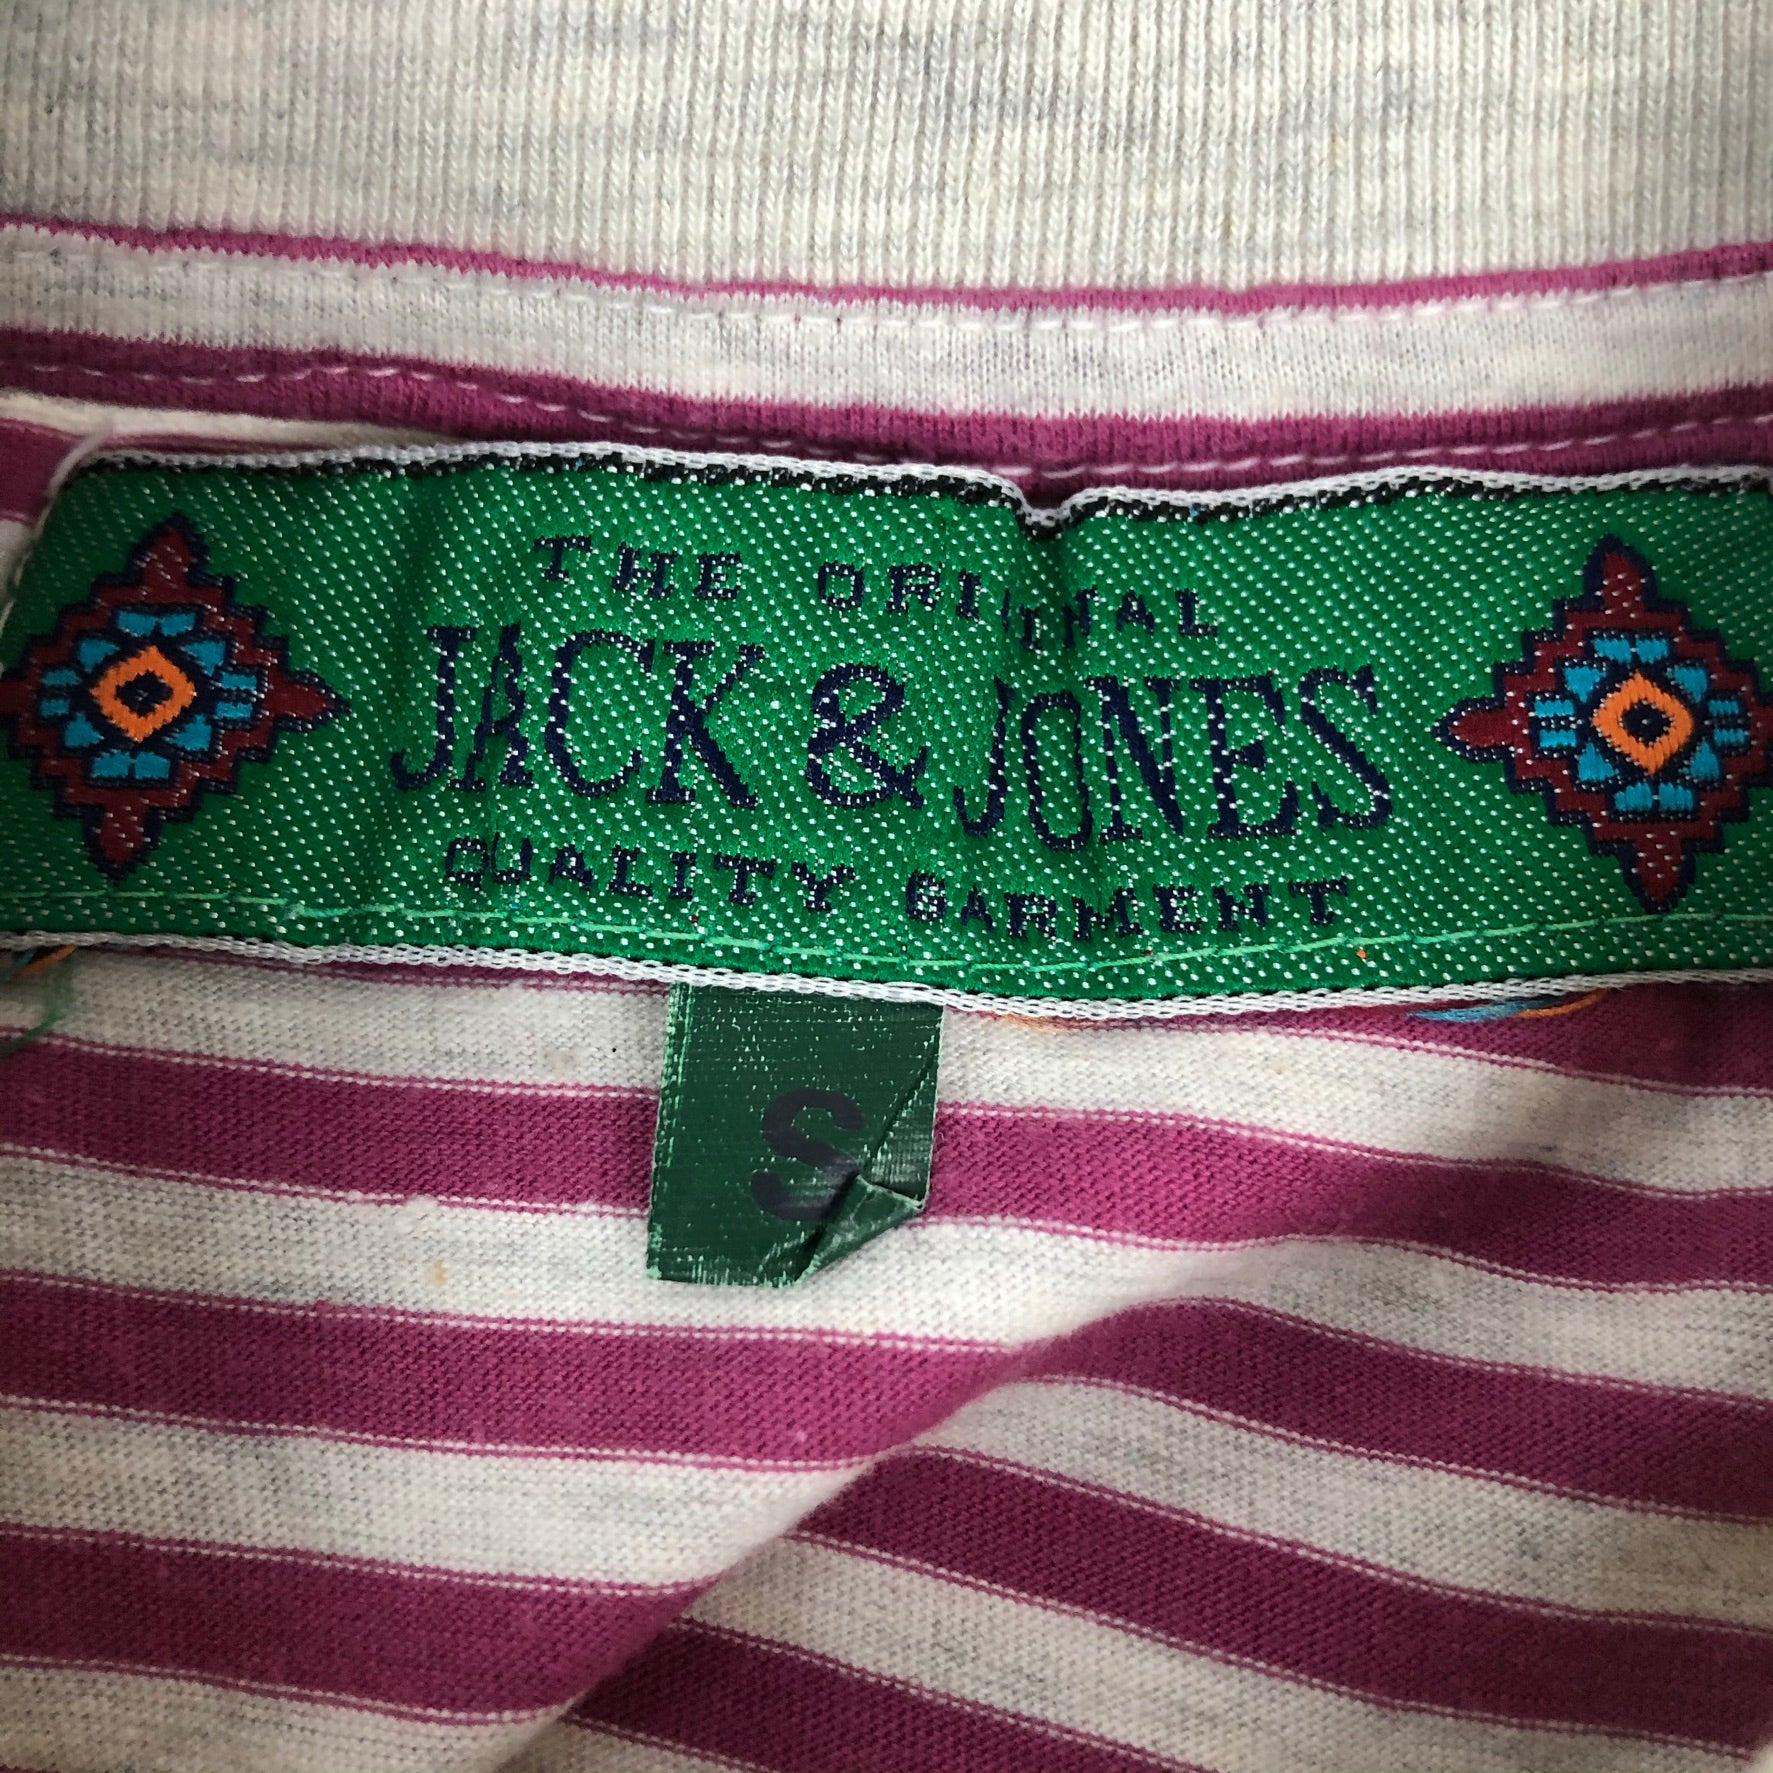 THE ORIGINAL
JACK & JONES
QUALITY GARMENT
S